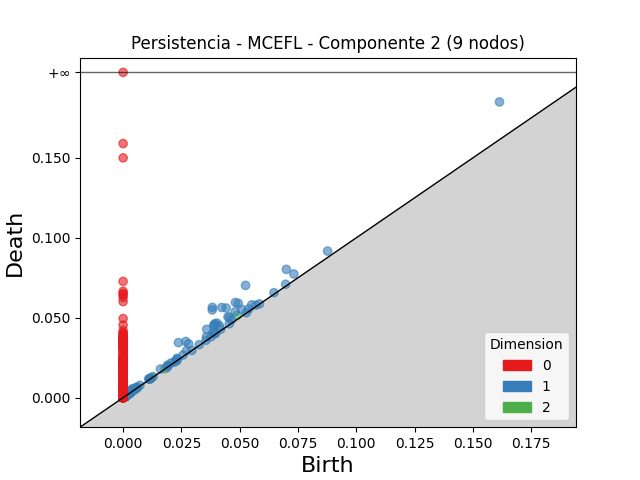 Persistencia - MCEFL - Componente 2 (9 nodos)
+∞
0.150
0.100
0.050
0.000
Death
0.000 0.025 0.050 0.075 0.100 0.125 0.150 0.175
Birth
Dimension
0
1
2